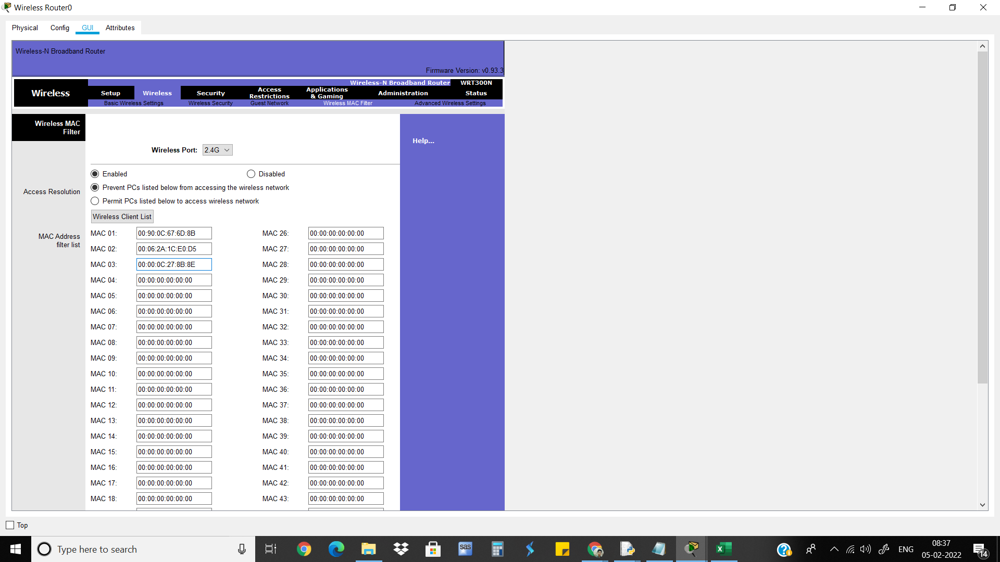 Wireless Router0
Physical Config GUI Attributes
Wireless-N Broadband Router
Firmware Version: v0.93.3
Wireless-N Broadband Router WRT300N
Wireless Setup Wireless Security Access Restrictions Applications & Gaming Administration Status
Basic Wireless Settings Wireless Security Guest Network Wireless MAC Filter Advanced Wireless Settings
Wireless MAC
Filter
Help...
Wireless Port: 2.4G
Enabled Disabled
Access Resolution
Prevent PCs listed below from accessing the wireless network
Permit PCs listed below to access wireless network
Wireless Client List
MAC Address
filter list
MAC 01: 00:90:0C:67:6D:8B MAC 26: 00:00:00:00:00:00
MAC 02: 00:06:2A:1C:E0:D5 MAC 27: 00:00:00:00:00:00
MAC 03: 00:00:0C:27:8B:8E MAC 28: 00:00:00:00:00:00
MAC 04: 00:00:00:00:00:00 MAC 29: 00:00:00:00:00:00
MAC 05: 00:00:00:00:00:00 MAC 30: 00:00:00:00:00:00
MAC 06: 00:00:00:00:00:00 MAC 31: 00:00:00:00:00:00
MAC 07: 00:00:00:00:00:00 MAC 32: 00:00:00:00:00:00
MAC 08: 00:00:00:00:00:00 MAC 33: 00:00:00:00:00:00
MAC 09: 00:00:00:00:00:00 MAC 34: 00:00:00:00:00:00
MAC 10: 00:00:00:00:00:00 MAC 35: 00:00:00:00:00:00
MAC 11: 00:00:00:00:00:00 MAC 36: 00:00:00:00:00:00
MAC 12: 00:00:00:00:00:00 MAC 37: 00:00:00:00:00:00
MAC 13: 00:00:00:00:00:00 MAC 38: 00:00:00:00:00:00
MAC 14: 00:00:00:00:00:00 MAC 39: 00:00:00:00:00:00
MAC 15: 00:00:00:00:00:00 MAC 40: 00:00:00:00:00:00
MAC 16: 00:00:00:00:00:00 MAC 41: 00:00:00:00:00:00
MAC 17: 00:00:00:00:00:00 MAC 42: 00:00:00:00:00:00
MAC 18: 00:00:00:00:00:00 MAC 43: 00:00:00:00:00:00
Top
Type here to search
sas
ENG
08:37
05-02-2022
14